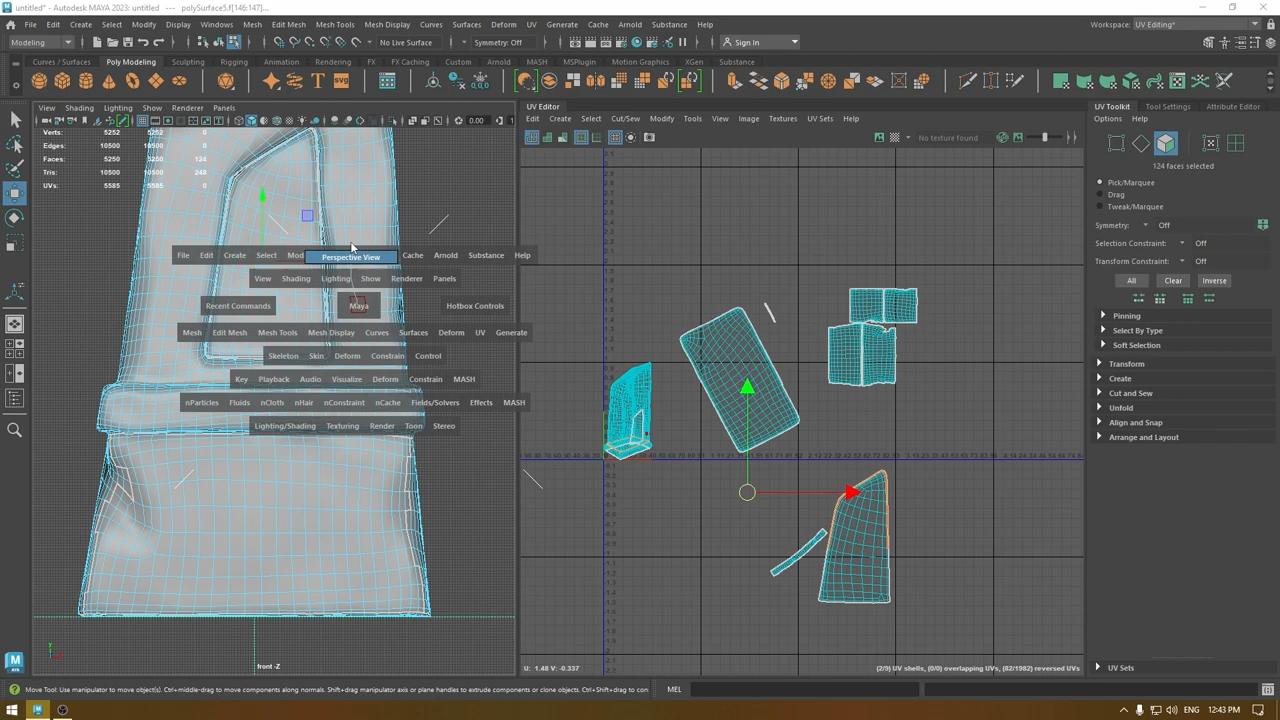 untitled* - Autodesk MAYA 2023: untitled --- polySurface5.f[146:147]...
File Edit Create Select Modify Display Windows Mesh Edit Mesh Mesh Tools Mesh Display Curves Surfaces Deform UV Generate Cache Arnold Substance Help
Workspace: UV Editing*
Modeling
No Live Surface
Symmetry: Off
Sign In
Curves / Surfaces Poly Modeling Sculpting Rigging Animation Rendering FX FX Caching Custom Arnold MASH MSPlugin Motion Graphics XGen Substance
View Shading Lighting Show Renderer Panels
0.00
Verts: 5252 5252 0
Edges: 10500 10500 0
Faces: 5250 5250 124
Tris: 10500 10500 248
UVs: 5585 5585 0
File Edit Create Select Mod Perspective View Cache Arnold Substance Help
View Shading Lighting Show Renderer Panels
Recent Commands Maya Hotbox Controls
Mesh Edit Mesh Mesh Tools Mesh Display Curves Surfaces Deform UV Generate
Skeleton Skin Deform Constrain Control
Key Playback Audio Visualize Deform Constrain MASH
nParticles Fluids nCloth nHair nConstraint nCache Fields/Solvers Effects MASH
Lighting/Shading Texturing Render Toon Stereo
front -Z
UV Editor
Edit Create Select Cut/Sew Modify Tools View Image Textures UV Sets Help
No texture found
U: 1.48 V: -0.337
(2/9) UV shells, (0/0) overlapping UVs, (82/1982) reversed UVs
UV Toolkit Tool Settings Attribute Editor
Options Help
124 faces selected
Pick/Marquee
Drag
Tweak/Marquee
Symmetry: Off
Selection Constraint: Off
Transform Constraint: Off
All Clear Inverse
Pinning
Select By Type
Soft Selection
Transform
Create
Cut and Sew
Unfold
Align and Snap
Arrange and Layout
UV Sets
Move Tool: Use manipulator to move object(s). Ctrl+middle-drag to move components along normals. Shift+drag manipulator axis or plane handles to extrude components or clone objects. Ctrl+Shift+drag to con
MEL
ENG 12:43 PM